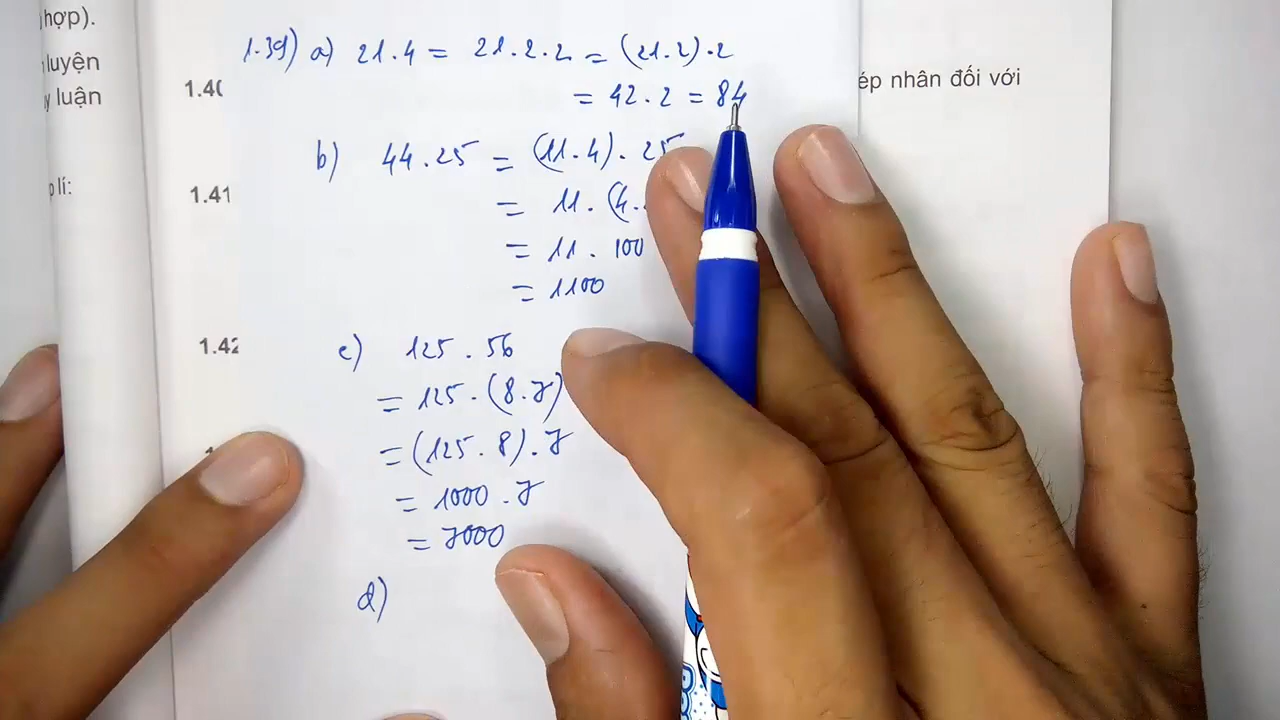 hợp).
luyện
luận
lí:
1.40
1.41
1.42
ép nhân đối với
1.39) a) 21.4 = 21.2.2 = (21.2).2
= 42.2 = 84
b) 44.25 = (11.4).25
= 11.(4.
= 11.100
= 1100
c) 125.56
= 125.(8.7)
= (125.8).7
= 1000.7
= 7000
d)